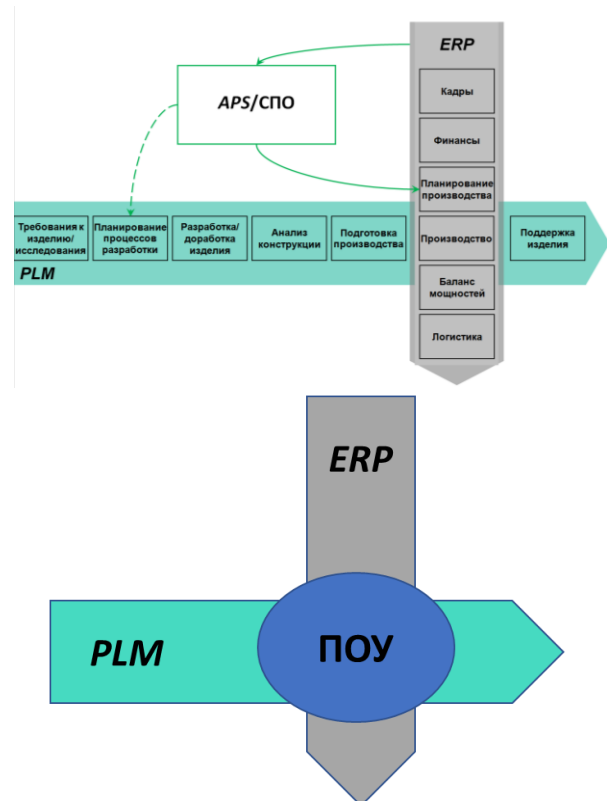 ERP
APS/СПО
Кадры
Финансы
Планирование
производства
Требования к
изделию/
исследования
Планирование
процессов
разработки
Разработка/
доработка
изделия
Анализ
конструкции
Подготовка
производства
Производство
Поддержка
изделия
PLM
Баланс
мощностей
Логистика
ERP
PLM
ПОУ